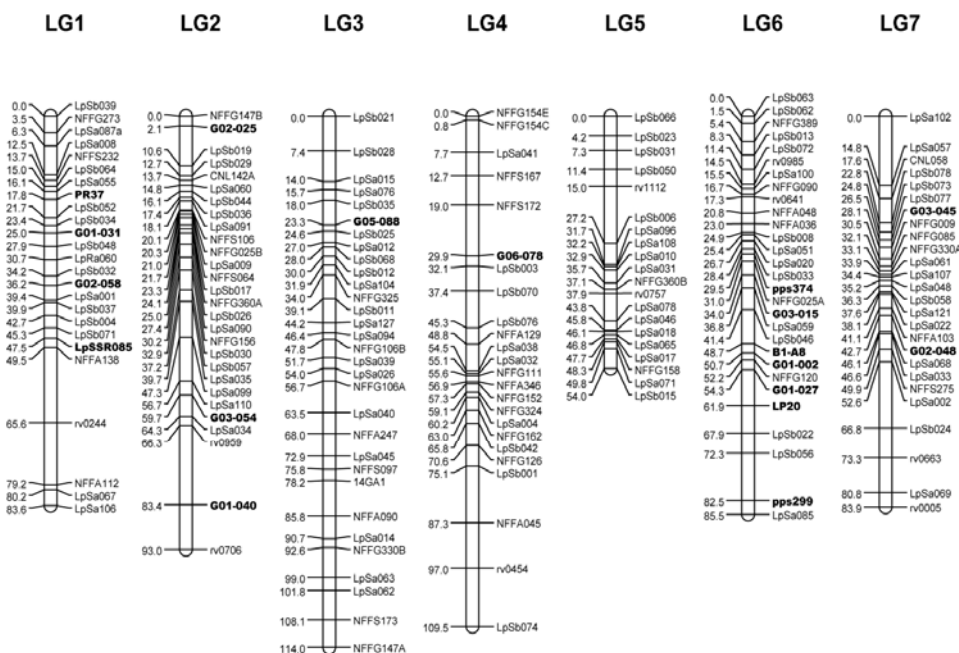 LG1
0.0 LpSb039
3.5 NFFG273
6.3 LpSa087a
12.5 LpSa008
13.7 NFFS232
15.0 LpSb064
16.1 LpSa055
17.8 PR37
21.7 LpSb052
23.4 LpSb034
25.0 G01-031
27.9 LpSb048
30.7 LpRa060
34.2 LpSb032
36.2 G02-058
39.4 LpSa001
39.9 LpSb037
42.7 LpSb004
45.3 LpSb071
47.5 LpSSR085
49.5 NFFA138
65.6 rv0244
79.2 NFFA112
80.2 LpSa067
83.6 LpSa106
LG2
0.0 NFFG147B
2.1 G02-025
10.6 LpSb019
12.7 LpSb029
13.7 CNL142A
14.8 LpSa060
16.1 LpSb044
17.4 LpSb036
18.1 LpSa091
20.1 NFFS106
20.3 NFFG025B
21.0 LpSa009
21.7 NFFS064
23.3 LpSb017
24.1 NFFG360A
25.0 LpSb026
27.4 LpSa090
30.2 NFFG156
32.9 LpSb030
37.2 LpSb057
39.7 LpSa035
47.3 LpSa099
56.7 LpSa110
59.7 G03-054
64.3 LpSa034
66.3 rv0959
83.4 G01-040
93.0 rv0706
LG3
0.0 LpSb021
7.4 LpSb028
14.0 LpSa015
15.7 LpSa076
18.0 LpSb035
23.3 G05-088
24.6 LpSb025
27.0 LpSa012
28.0 LpSb068
30.0 LpSb012
31.9 LpSa104
34.0 NFFG325
39.1 LpSb011
44.2 LpSa127
46.4 LpSa094
47.8 NFFG106B
51.7 LpSa039
54.0 LpSa026
56.7 NFFG106A
63.5 LpSa040
68.0 NFFA247
72.9 LpSa045
75.8 NFFS097
78.2 14GA1
85.8 NFFA090
90.7 LpSa014
92.6 NFFG330B
99.0 LpSa063
101.8 LpSa062
108.1 NFFS173
114.0 NFFG147A
LG4
0.0 NFFG154E
0.8 NFFG154C
7.7 LpSa041
12.7 NFFS167
19.0 NFFS172
29.9 G06-078
32.1 LpSb003
37.4 LpSb070
45.3 LpSb076
48.8 NFFA129
54.5 LpSa038
55.1 LpSa032
55.6 NFFG111
56.9 NFFA346
57.3 NFFG152
59.1 NFFG324
60.2 LpSa004
63.0 NFFG162
65.8 LpSb042
70.6 NFFG126
75.1 LpSb001
87.3 NFFA045
97.0 rv0454
109.5 LpSb074
LG5
0.0 LpSb066
4.2 LpSb023
7.3 LpSb031
11.4 LpSb050
15.0 rv1112
27.2 LpSb006
31.7 LpSa096
32.2 LpSa108
32.9 LpSa010
35.7 LpSa031
37.1 NFFG360B
37.9 rv0757
43.8 LpSa078
45.8 LpSa046
46.1 LpSa018
46.8 LpSa065
47.7 LpSa017
48.3 NFFG158
49.8 LpSa071
54.0 LpSb015
LG6
0.0 LpSb063
1.5 LpSb062
5.4 NFFG389
8.3 LpSb013
11.4 LpSb072
14.5 rv0985
15.5 LpSa100
16.7 NFFG090
17.3 rv0641
20.8 NFFA048
23.0 NFFA036
24.9 LpSb008
25.4 LpSa051
26.7 LpSa020
28.4 LpSb033
29.5 pps374
31.0 NFFG025A
34.0 G03-015
36.8 LpSa059
41.4 LpSb046
48.7 B1-A8
50.7 G01-002
52.2 NFFG120
54.3 G01-027
61.9 LP20
67.9 LpSb022
72.3 LpSb056
82.5 pps299
85.5 LpSa085
LG7
0.0 LpSa102
14.8 LpSa057
17.6 CNL058
22.8 LpSb078
24.8 LpSb073
26.5 LpSb077
28.1 G03-045
30.5 NFFG009
32.1 NFFG085
33.1 NFFG330A
33.9 LpSa061
34.4 LpSa107
35.2 LpSa048
36.3 LpSb058
37.6 LpSa121
38.1 LpSa022
41.1 NFFA103
42.7 G02-048
46.1 LpSa068
46.6 LpSa033
49.9 NFFS275
52.6 LpSa002
66.8 LpSb024
73.3 rv0663
80.8 LpSa069
83.9 rv0005